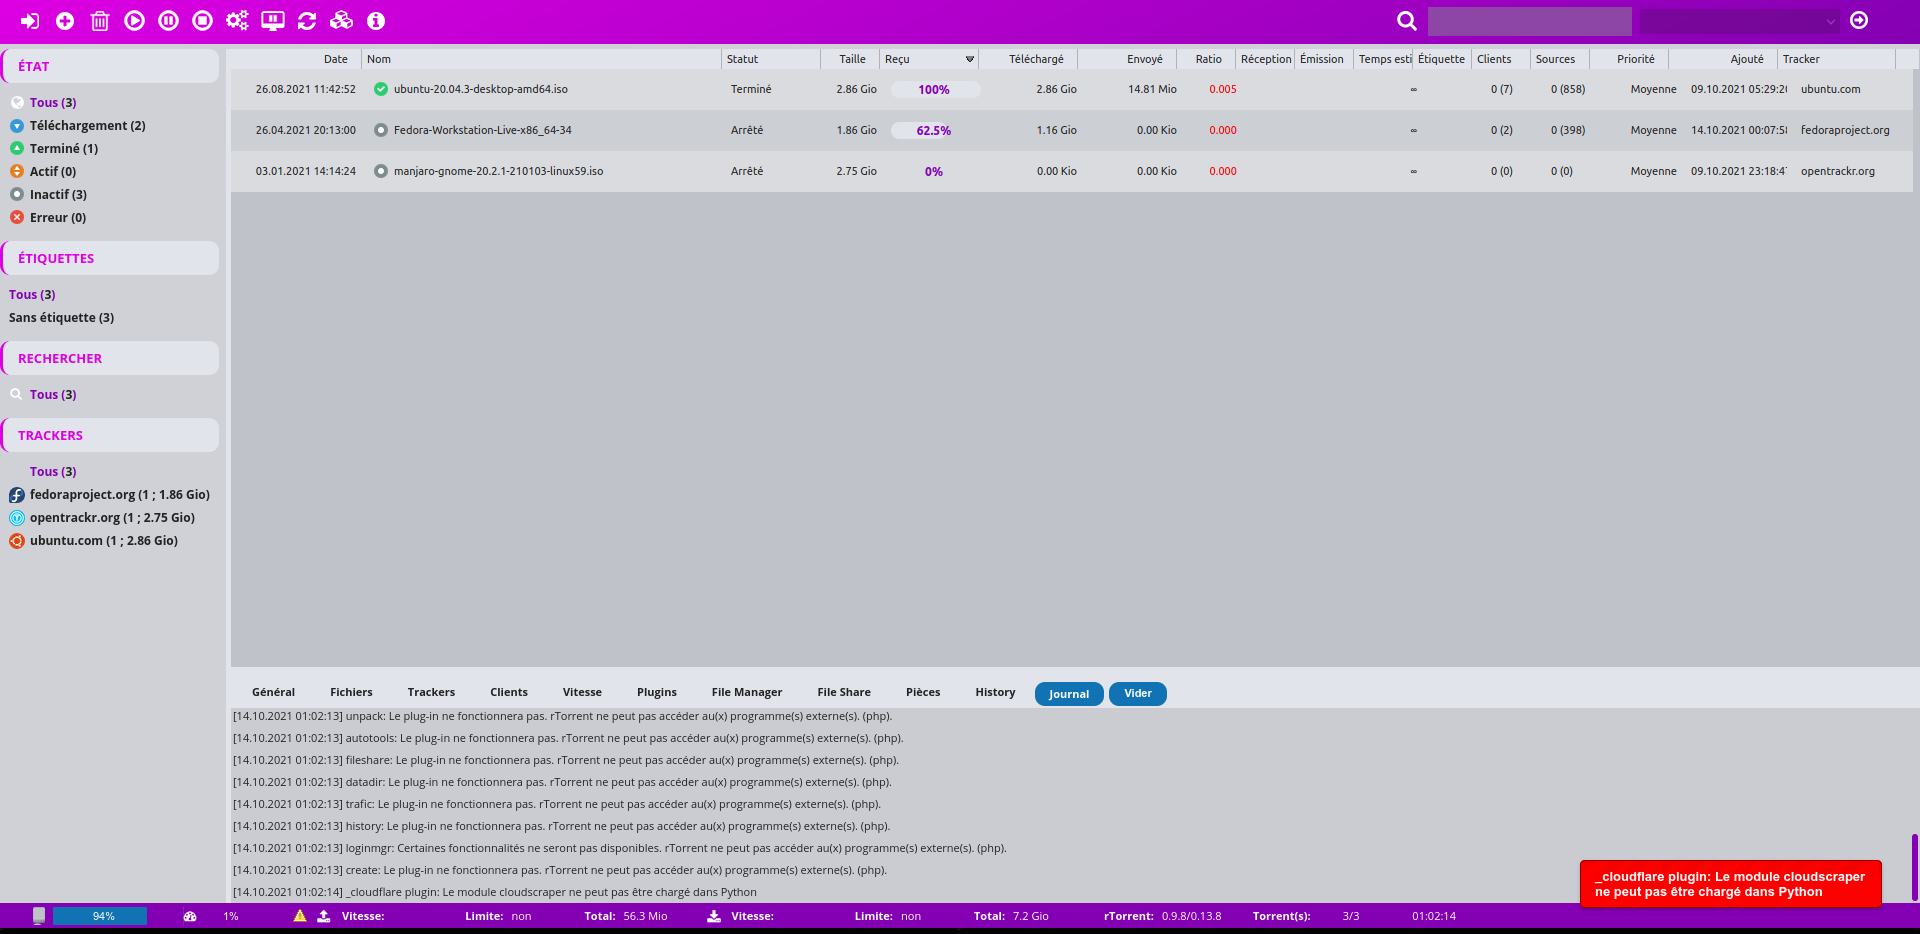 ÉTAT
Tous (3)
Téléchargement (2)
Terminé (1)
Actif (0)
Inactif (3)
Erreur (0)
ÉTIQUETTES
Tous (3)
Sans étiquette (3)
RECHERCHER
Tous (3)
TRACKERS
Tous (3)
fedoraproject.org (1 ; 1.86 Gio)
opentrackr.org (1 ; 2.75 Gio)
ubuntu.com (1 ; 2.86 Gio)
Date Nom Statut Taille Reçu Téléchargé Envoyé Ratio Réception Émission Temps esti Étiquette Clients Sources Priorité Ajouté Tracker
26.08.2021 11:42:52 ubuntu-20.04.3-desktop-amd64.iso Terminé 2.86 Gio 100% 2.86 Gio 14.81 Mio 0.005 ∞ 0 (7) 0 (858) Moyenne 09.10.2021 05:29:20 ubuntu.com
26.04.2021 20:13:00 Fedora-Workstation-Live-x86_64-34 Arrêté 1.86 Gio 62.5% 1.16 Gio 0.00 Kio 0.000 ∞ 0 (2) 0 (398) Moyenne 14.10.2021 00:07:5 fedoraproject.org
03.01.2021 14:14:24 manjaro-gnome-20.2.1-210103-linux59.iso Arrêté 2.75 Gio 0% 0.00 Kio 0.00 Kio 0.000 ∞ 0 (0) 0 (0) Moyenne 09.10.2021 23:18:4 opentrackr.org
Général Fichiers Trackers Clients Vitesse Plugins File Manager File Share Pièces History Journal Vider
[14.10.2021 01:02:13] unpack: Le plug-in ne fonctionnera pas. rTorrent ne peut pas accéder au(x) programme(s) externe(s). (php).
[14.10.2021 01:02:13] autotools: Le plug-in ne fonctionnera pas. rTorrent ne peut pas accéder au(x) programme(s) externe(s). (php).
[14.10.2021 01:02:13] fileshare: Le plug-in ne fonctionnera pas. rTorrent ne peut pas accéder au(x) programme(s) externe(s). (php).
[14.10.2021 01:02:13] datadir: Le plug-in ne fonctionnera pas. rTorrent ne peut pas accéder au(x) programme(s) externe(s). (php).
[14.10.2021 01:02:13] trafic: Le plug-in ne fonctionnera pas. rTorrent ne peut pas accéder au(x) programme(s) externe(s). (php).
[14.10.2021 01:02:13] history: Le plug-in ne fonctionnera pas. rTorrent ne peut pas accéder au(x) programme(s) externe(s). (php).
[14.10.2021 01:02:13] loginmgr: Certaines fonctionnalités ne seront pas disponibles. rTorrent ne peut pas accéder au(x) programme(s) externe(s). (php).
[14.10.2021 01:02:13] create: Le plug-in ne fonctionnera pas. rTorrent ne peut pas accéder au(x) programme(s) externe(s). (php).
[14.10.2021 01:02:14] _cloudflare plugin: Le module cloudscraper ne peut pas être chargé dans Python
_cloudflare plugin: Le module cloudscraper
ne peut pas être chargé dans Python
94% 1% Vitesse: Limite: non Total: 56.3 Mio Vitesse: Limite: non Total: 7.2 Gio rTorrent: 0.9.8/0.13.8 Torrent(s): 3/3 01:02:14